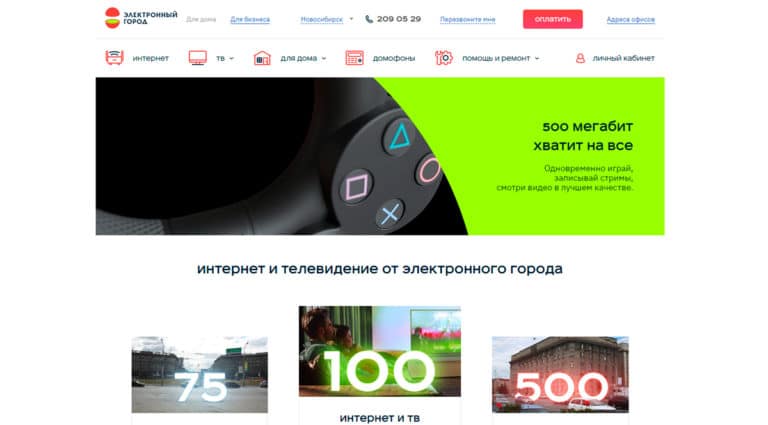 ЭЛЕКТРОННЫЙ
ГОРОД
Для дома
Для бизнеса
Новосибирск
209 05 29
Перезвоните мне
ОПЛАТИТЬ
Адреса офисов
интернет
тв
для дома
домофоны
помощь и ремонт
личный кабинет
500 мегабит
хватит на все
Одновременно играй,
записывай стримы,
смотри видео в лучшем качестве.
интернет и телевидение от электронного города
75
100
500
интернет и тв